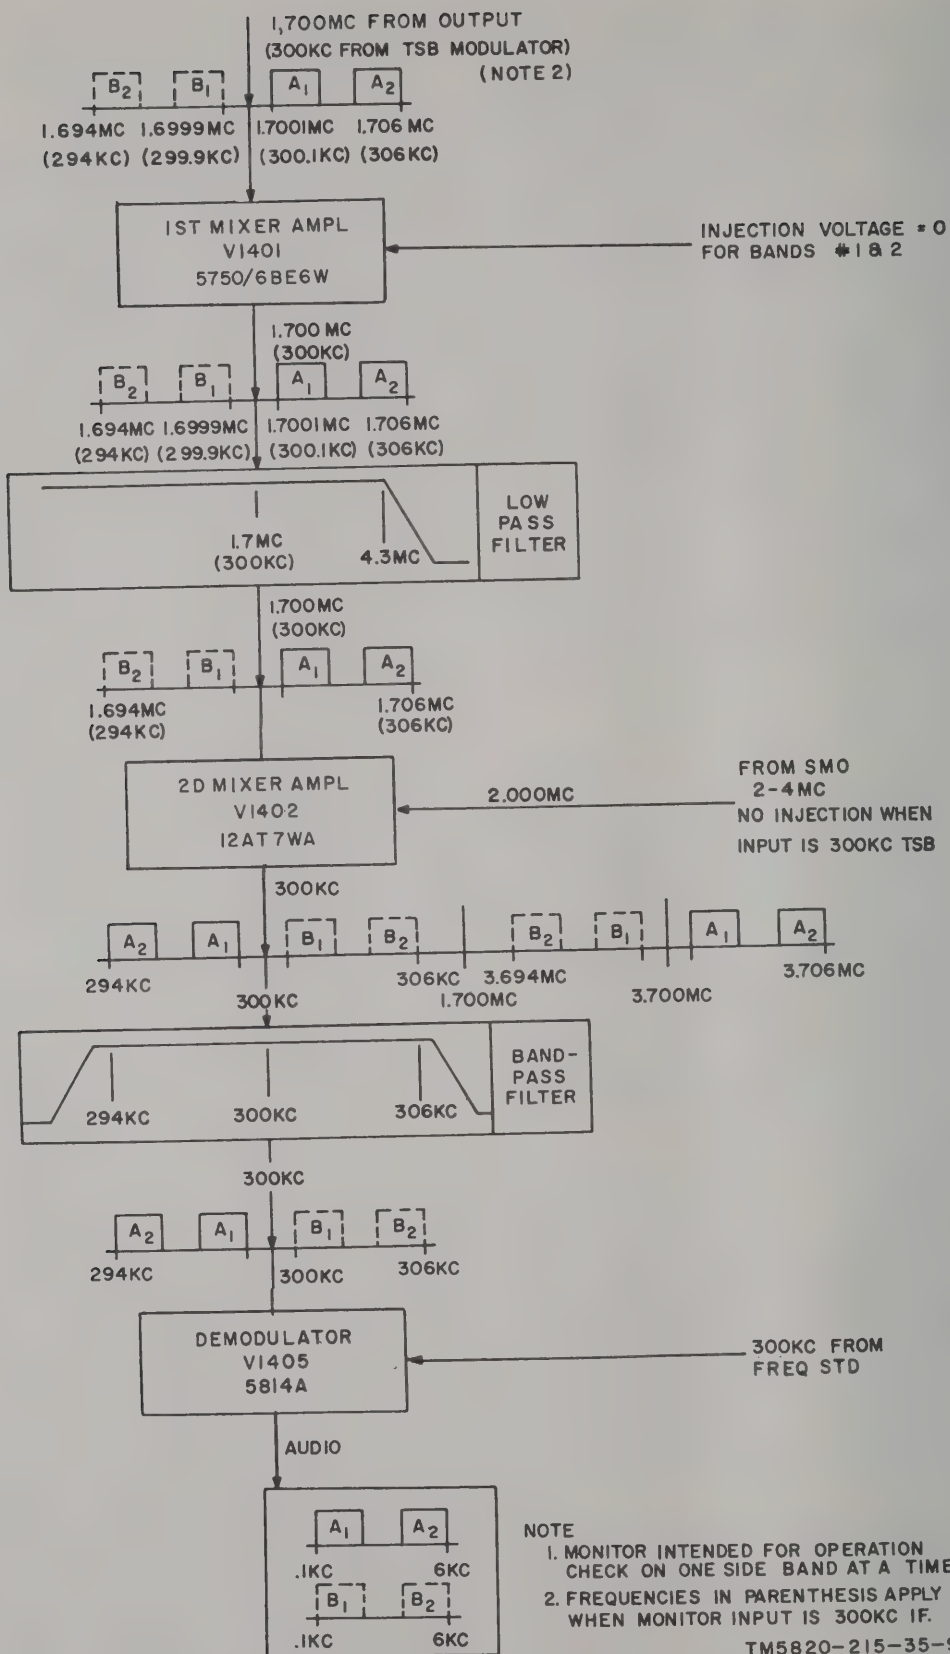 1,700MC FROM OUTPUT
(300KC FROM TSB MODULATOR)
(NOTE 2)
B2 B1 A1 A2
1.694MC 1.6999MC 1.7001MC 1.706 MC
(294KC) (299.9KC) (300.1KC) (306KC)
1ST MIXER AMPL
V1401
5750/6BE6W
INJECTION VOLTAGE = 0
FOR BANDS #1 & 2
1.700 MC
(300KC)
B2 B1 A1 A2
1.694MC 1.6999MC 1.7001MC 1.706MC
(294KC) (299.9KC) (300.1KC) (306KC)
LOW
PASS
FILTER
1.7MC
(300KC)
4.3MC
1.700MC
(300KC)
B2 B1 A1 A2
1.694MC 1.706MC
(294KC) (306KC)
2D MIXER AMPL
V1402
12AT7WA
2.000MC
FROM SMO
2-4MC
NO INJECTION WHEN
INPUT IS 300KC TSB
300KC
A2 A1 B1 B2 B2 B1 A1 A2
294KC 300KC 306KC 1.700MC 3.694MC 3.700MC 3.706MC
BAND-
PASS
FILTER
294KC 300KC 306KC
300KC
A2 A1 B1 B2
294KC 300KC 306KC
DEMODULATOR
V1405
5814A
300KC FROM
FREQ STD
AUDIO
A1 A2
.1KC 6KC
B1 B2
.1KC 6KC
NOTE
1. MONITOR INTENDED FOR OPERATION
CHECK ON ONE SIDE BAND AT A TIME
2. FREQUENCIES IN PARENTHESIS APPLY
WHEN MONITOR INPUT IS 300KC IF.
TM5820-215-35-9